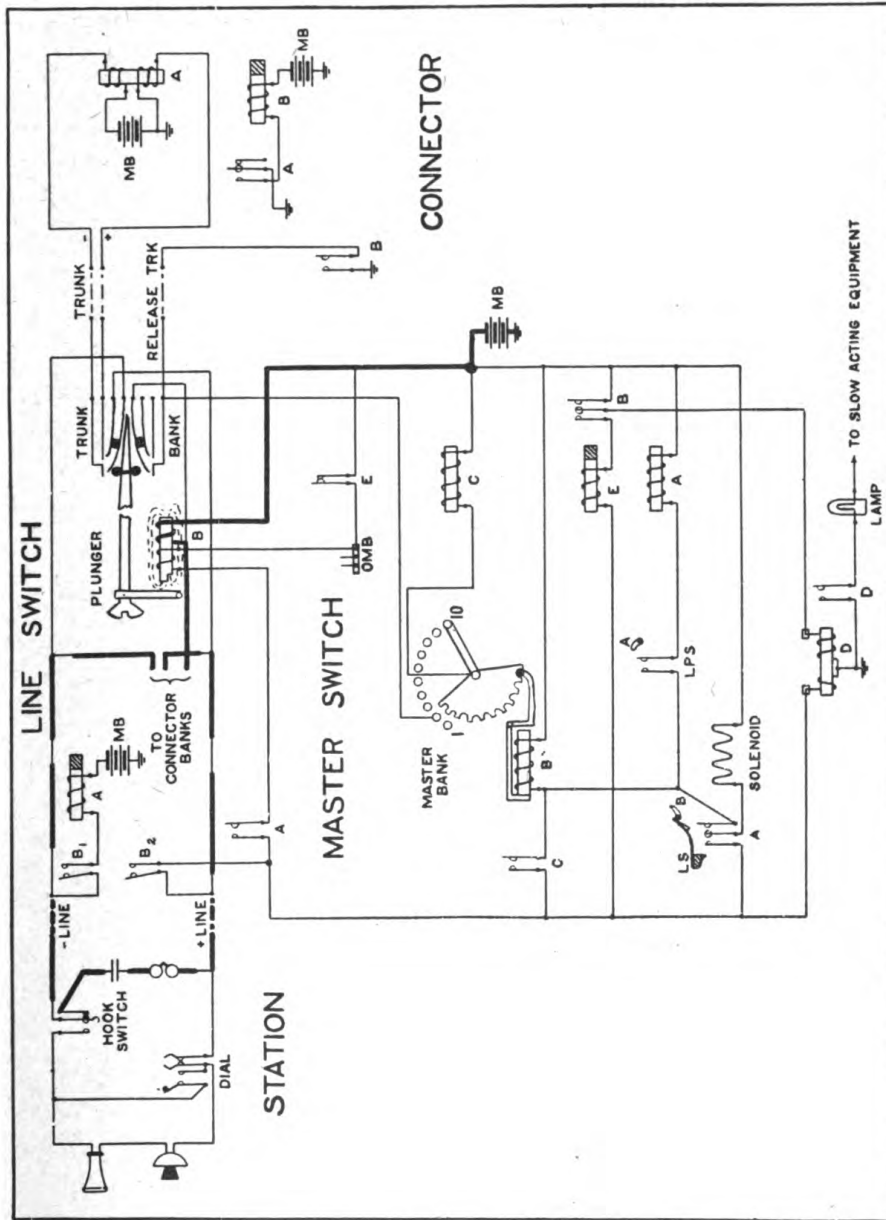 LINE SWITCH
MASTER SWITCH
STATION
CONNECTOR
- LINE
+ LINE
HOOK
SWITCH
DIAL
B1
B2
A
MB
TO
CONNECTOR
BANKS
A
PLUNGER
B
TRUNK
BANK
TRUNK
-
+
RELEASE TRK
MB
A
A
B
MB
B
E
OMB
MB
C
MASTER
BANK
1
10
B
C
E
B
A
A
LPS
LS
B
A
SOLENOID
D
D
LAMP
TO SLOW ACTING EQUIPMENT